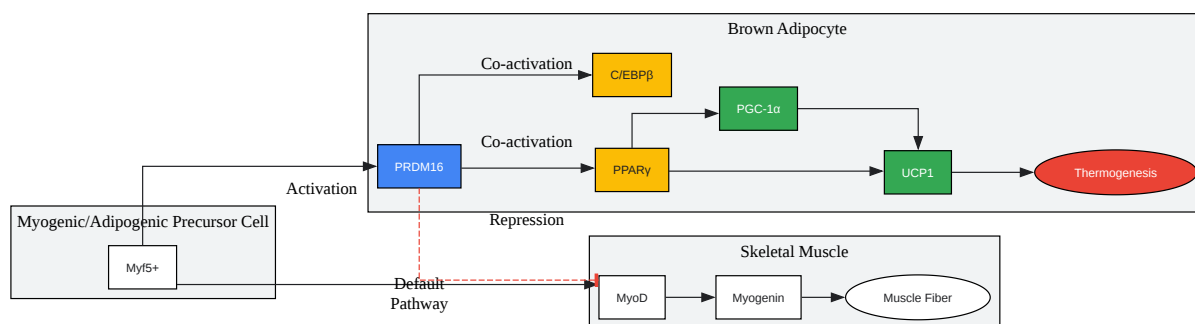 Brown Adipocyte
Co-activation
C/EBPβ
PGC-1α
Co-activation
PRDM16
PPARγ
UCP1
Thermogenesis
Activation
Repression
Myogenic/Adipogenic Precursor Cell
Myf5+
Skeletal Muscle
Default
Pathway
MyoD
Myogenin
Muscle Fiber